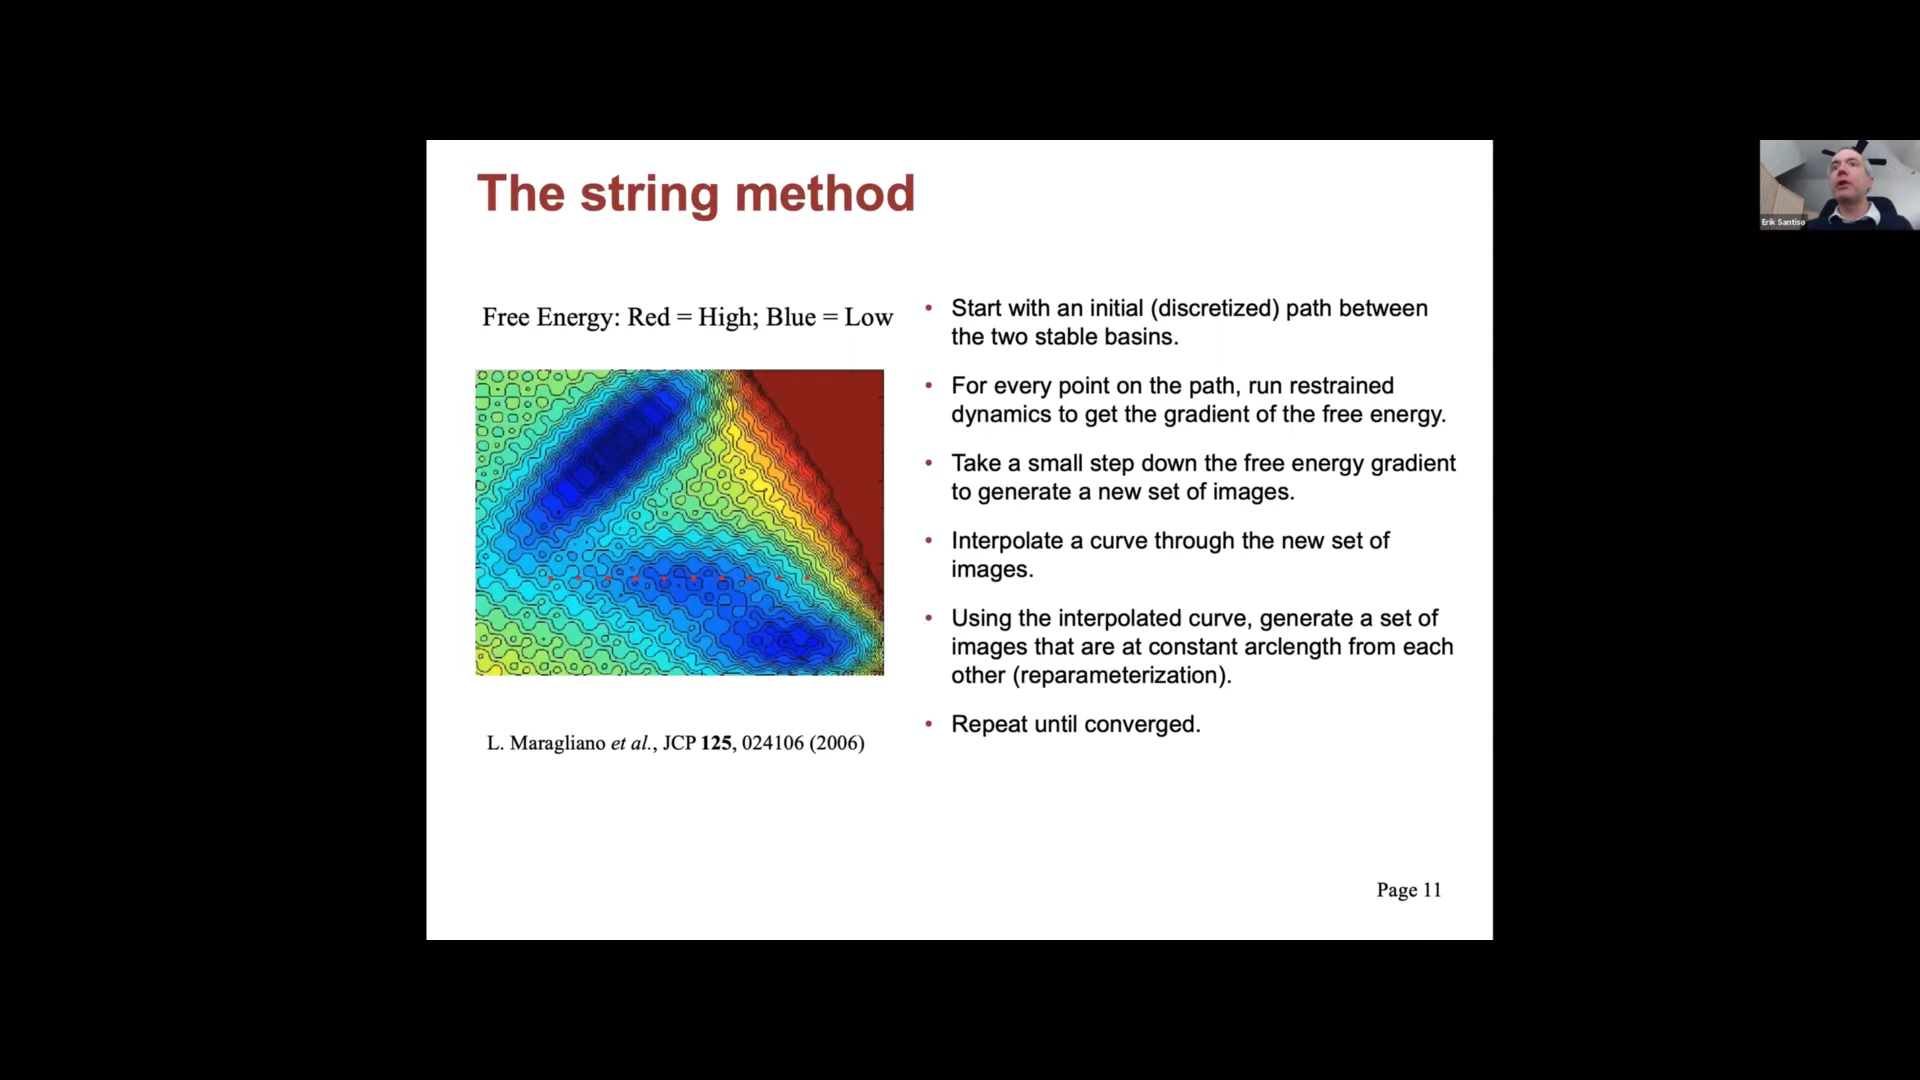 The string method
Free Energy: Red = High; Blue = Low
• Start with an initial (discretized) path between
the two stable basins.
• For every point on the path, run restrained
dynamics to get the gradient of the free energy.
• Take a small step down the free energy gradient
to generate a new set of images.
• Interpolate a curve through the new set of
images.
• Using the interpolated curve, generate a set of
images that are at constant arclength from each
other (reparameterization).
• Repeat until converged.
L. Maragliano et al., JCP 125, 024106 (2006)
Page 11
Erik Santiso